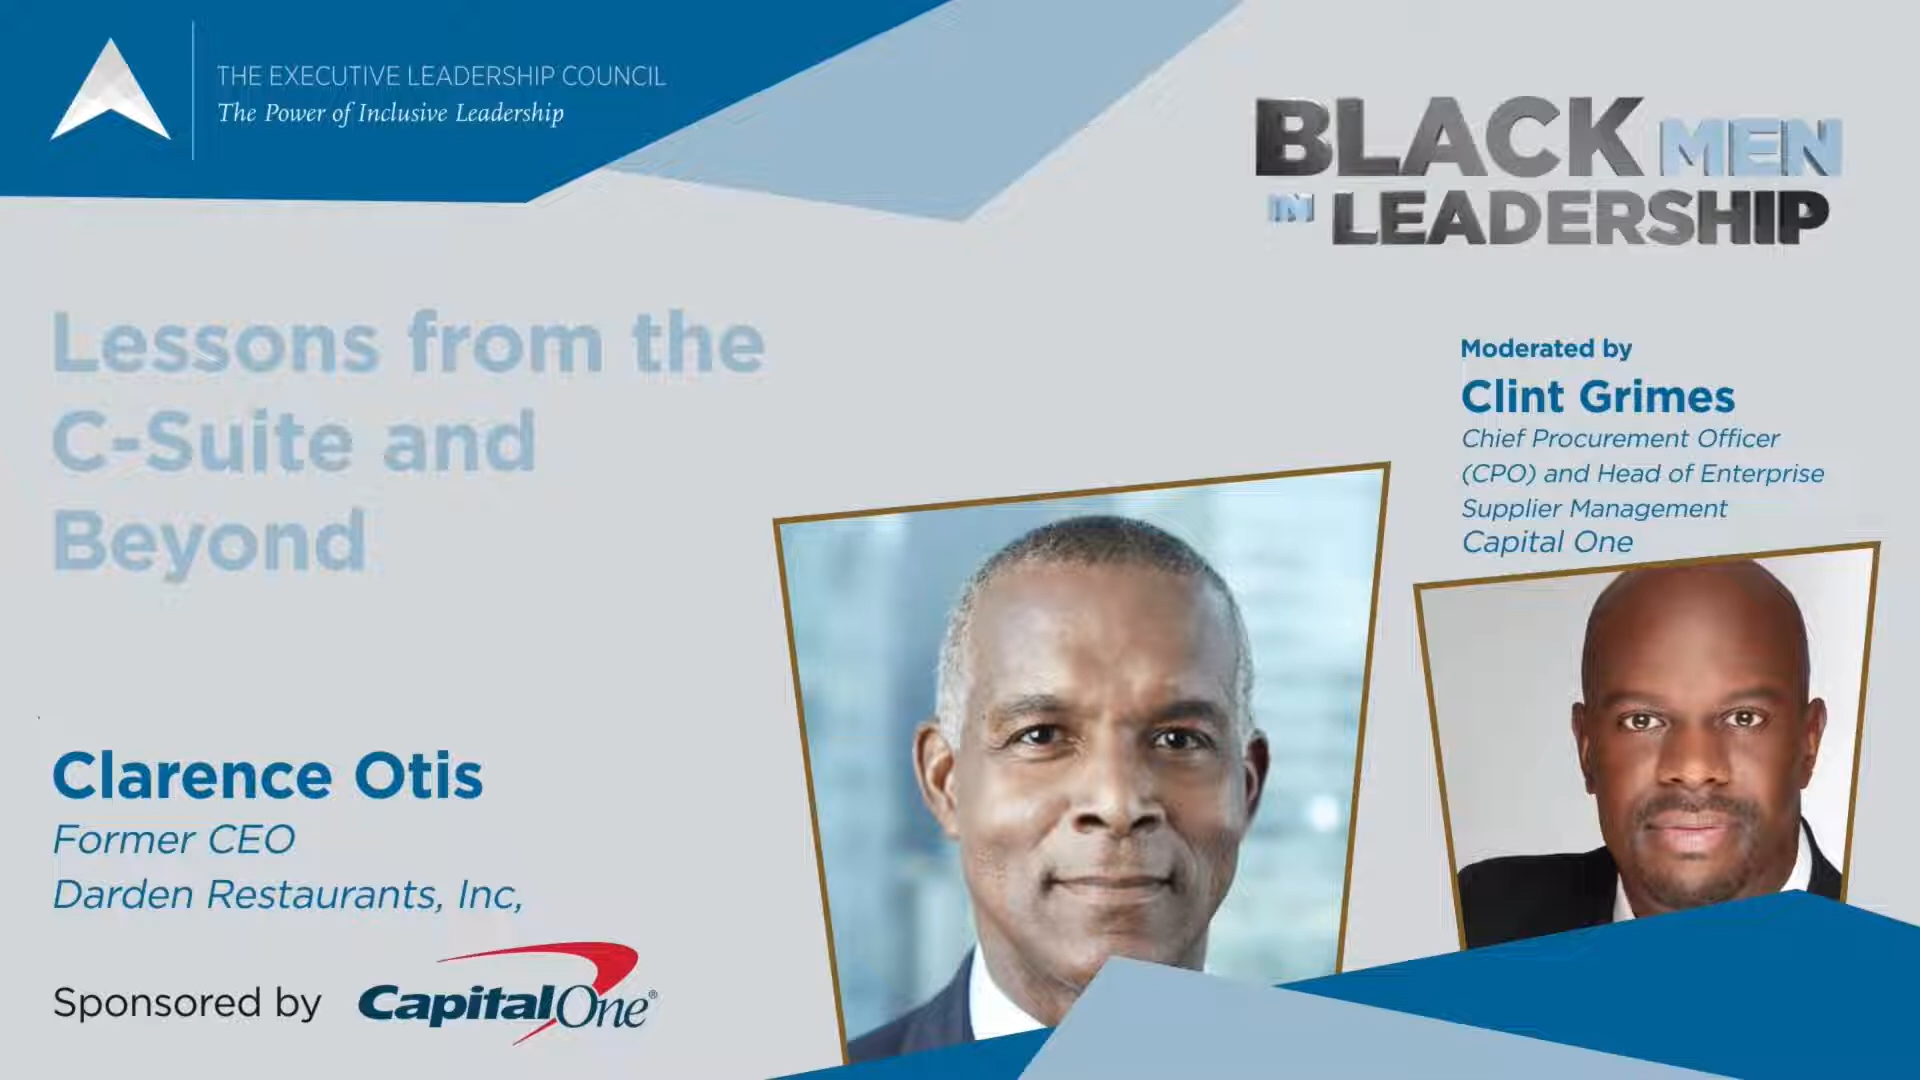 THE EXECUTIVE LEADERSHIP COUNCIL
The Power of Inclusive Leadership
BLACK MEN
IN LEADERSHIP
Lessons from the
C-Suite and
Beyond
Moderated by
Clint Grimes
Chief Procurement Officer
(CPO) and Head of Enterprise
Supplier Management
Capital One
Clarence Otis
Former CEO
Darden Restaurants, Inc,
Sponsored by CapitalOne®